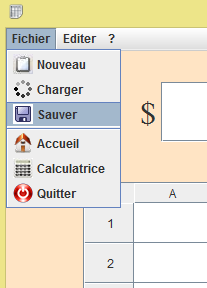 Fichier Editer ?
Nouveau
Charger
Sauver
Accueil
Calculatrice
Quitter
$
A
1
2